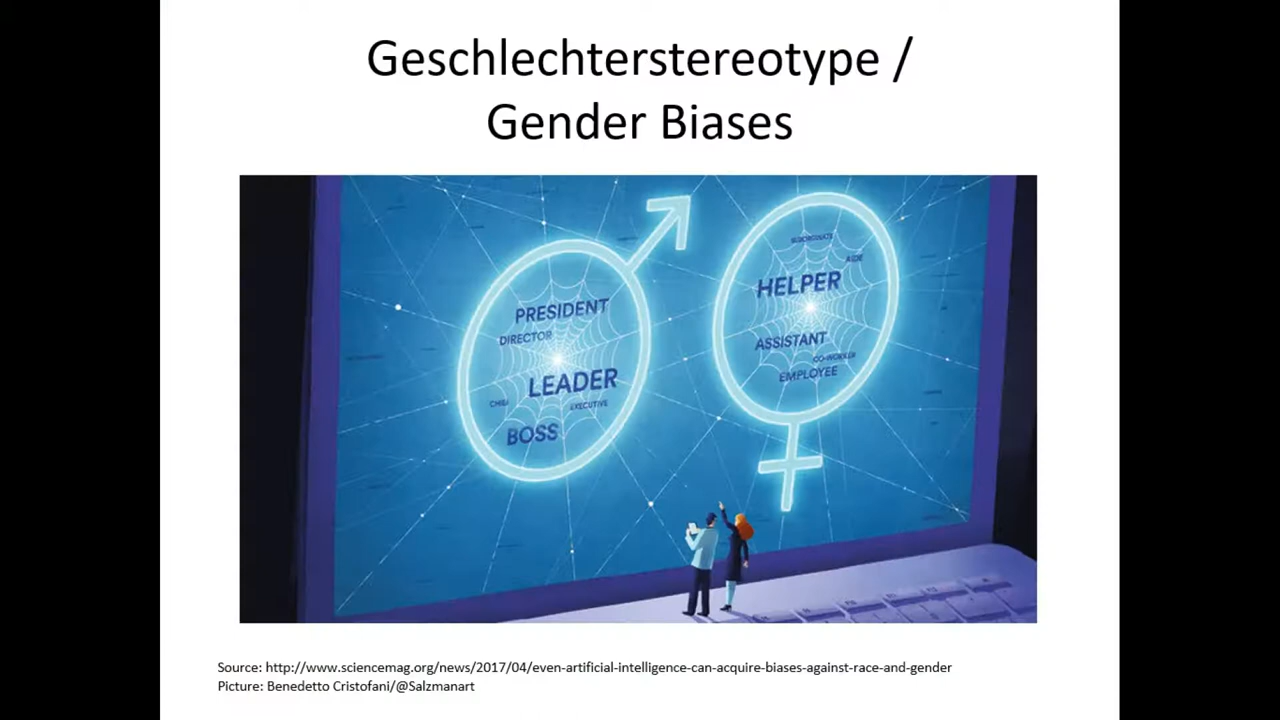 Geschlechterstereotype /
Gender Biases
PRESIDENT
DIRECTOR
LEADER
CHIEF
EXECUTIVE
BOSS
SUBORDINATE
AIDE
HELPER
ASSISTANT
CO-WORKER
EMPLOYEE
Source: http://www.sciencemag.org/news/2017/04/even-artificial-intelligence-can-acquire-biases-against-race-and-gender
Picture: Benedetto Cristofani/@Salzmanart